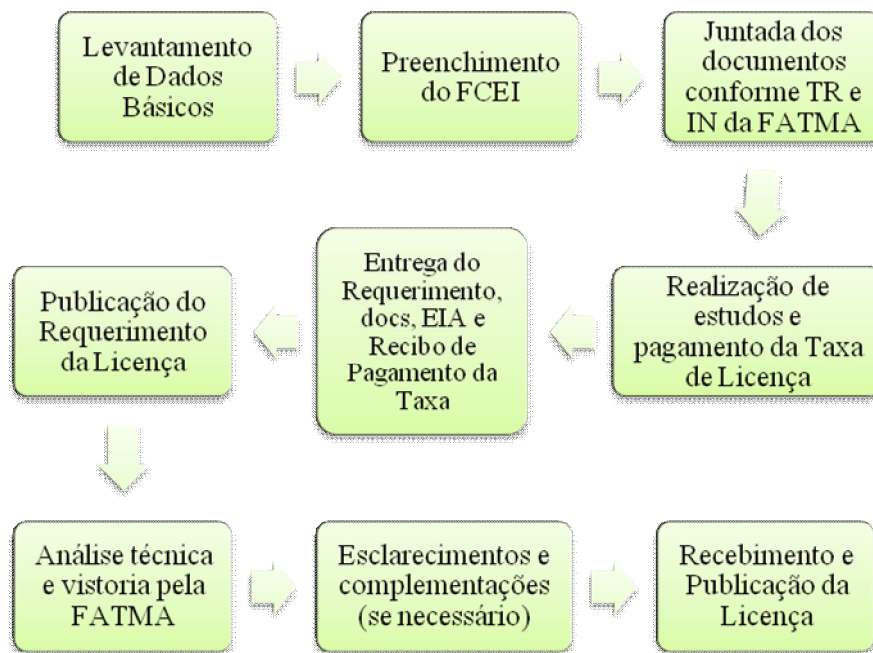 Levantamento
de Dados
Básicos
Preenchimento
do FCEI
Juntada dos
documentos
conforme TR e
IN da FATMA
Realização de
estudos e
pagamento da Taxa
de Licença
Entrega do
Requerimento,
docs, EIA e
Recibo de
Pagamento da
Taxa
Publicação do
Requerimento
da Licença
Análise técnica
e vistoria pela
FATMA
Esclarecimentos e
complementações
(se necessário)
Recebimento e
Publicação da
Licença